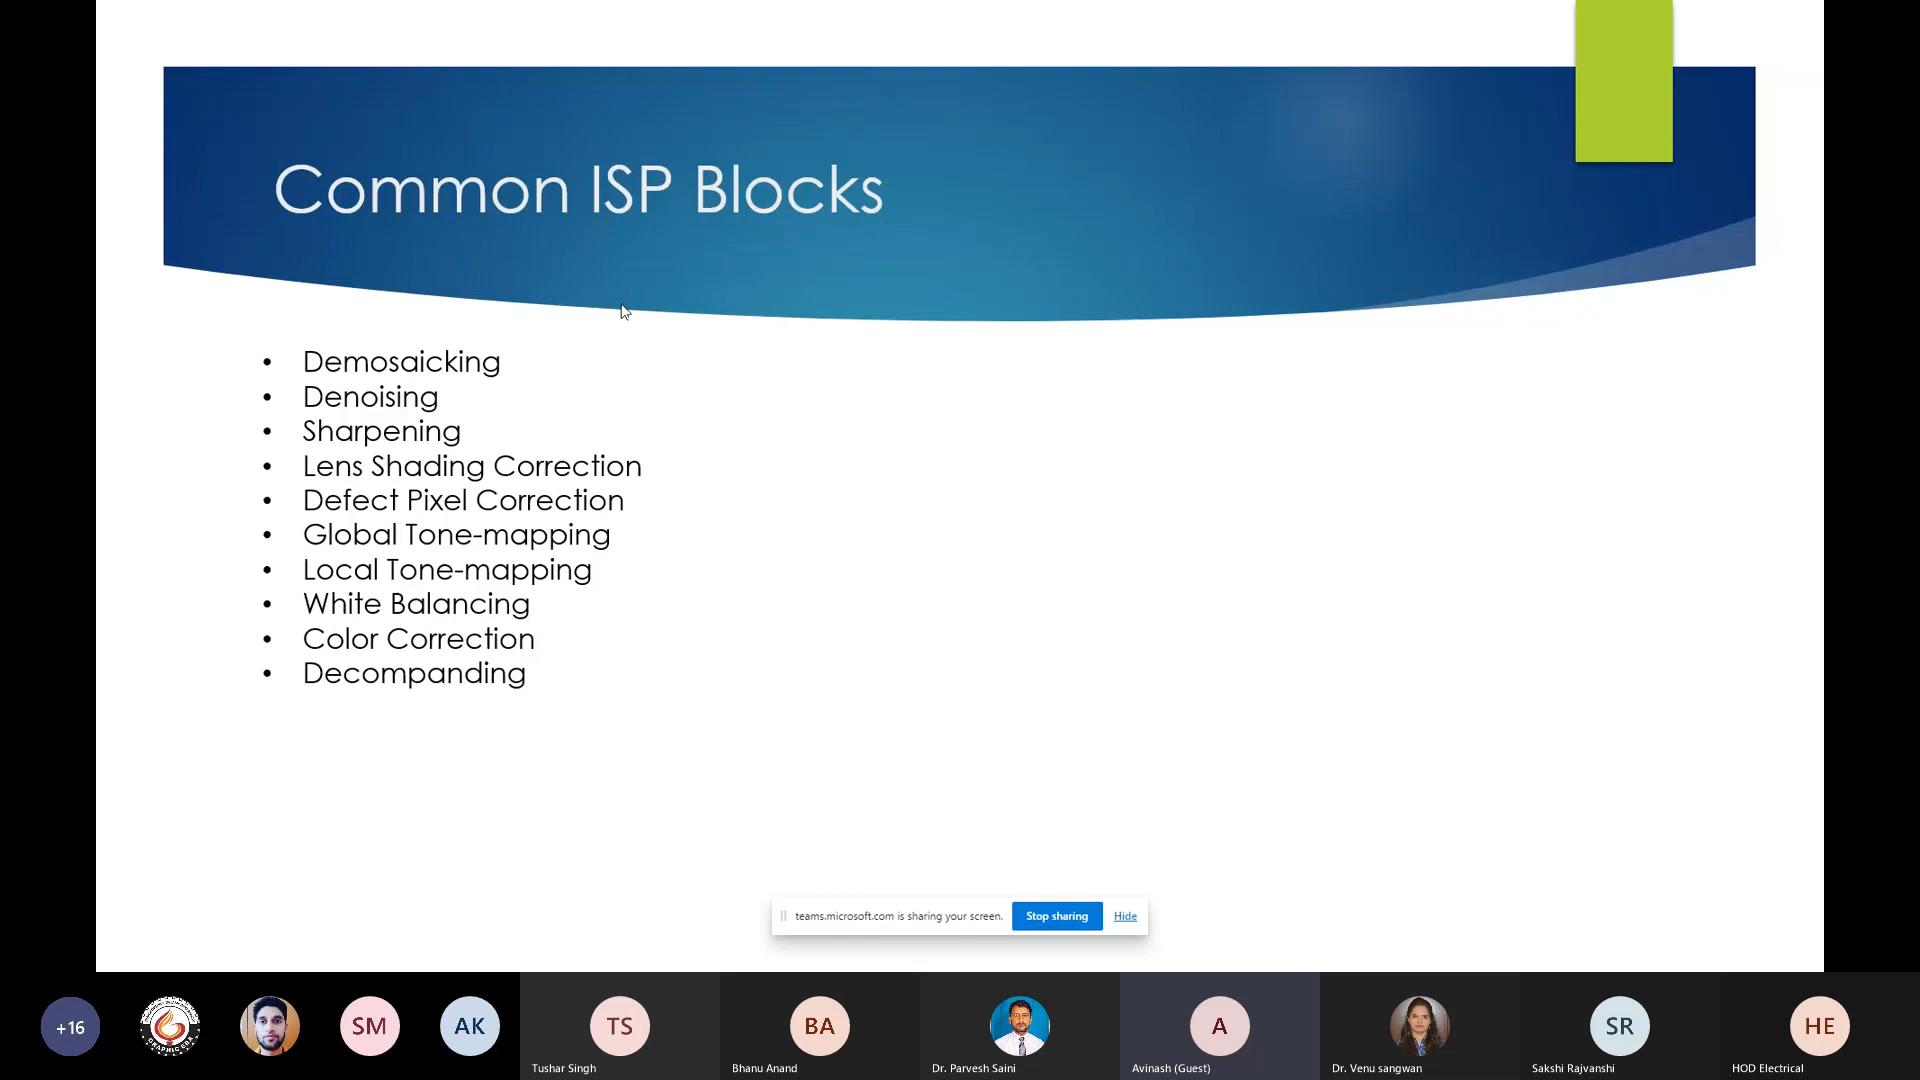 Common ISP Blocks
• Demosaicking
• Denoising
• Sharpening
• Lens Shading Correction
• Defect Pixel Correction
• Global Tone-mapping
• Local Tone-mapping
• White Balancing
• Color Correction
• Decompanding
teams.microsoft.com is sharing your screen. Stop sharing Hide
+16 SM AK TS BA A SR HE
GRAPHIC ERA
Tushar Singh Bhanu Anand Dr. Parvesh Saini Avinash (Guest) Dr. Venu sangwan Sakshi Rajvanshi HOD Electrical